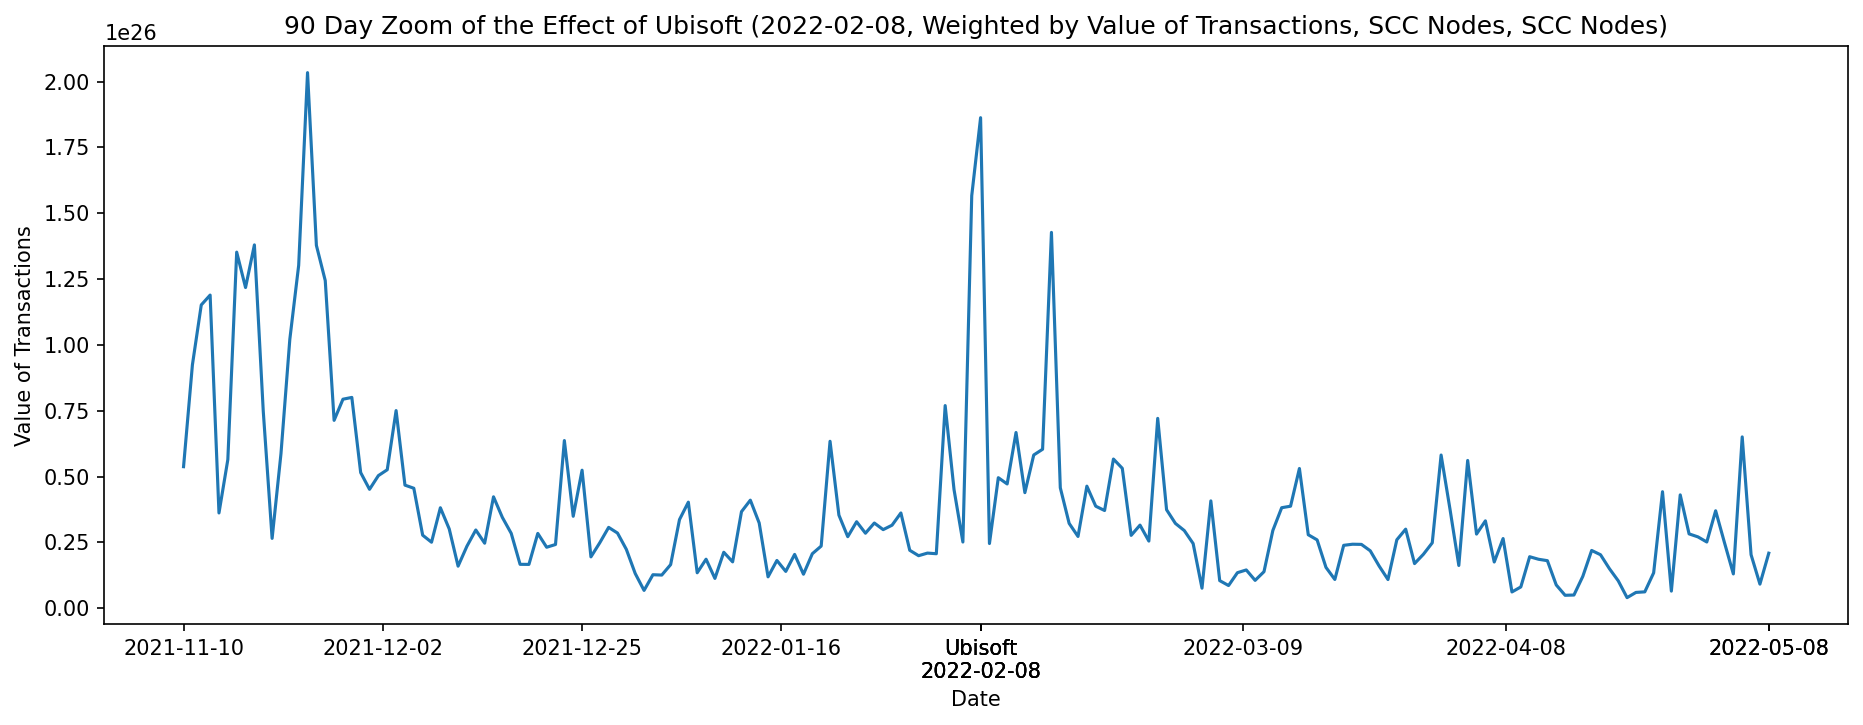 90 Day Zoom of the Effect of Ubisoft (2022-02-08, Weighted by Value of Transactions, SCC Nodes, SCC Nodes)
1e26
2.00
1.75
1.50
1.25
1.00
0.75
0.50
0.25
0.00
Value of Transactions
2021-11-10 2021-12-02 2021-12-25 2022-01-16 Ubisoft 2022-03-09 2022-04-08 2022-05-08
2022-02-08
Date